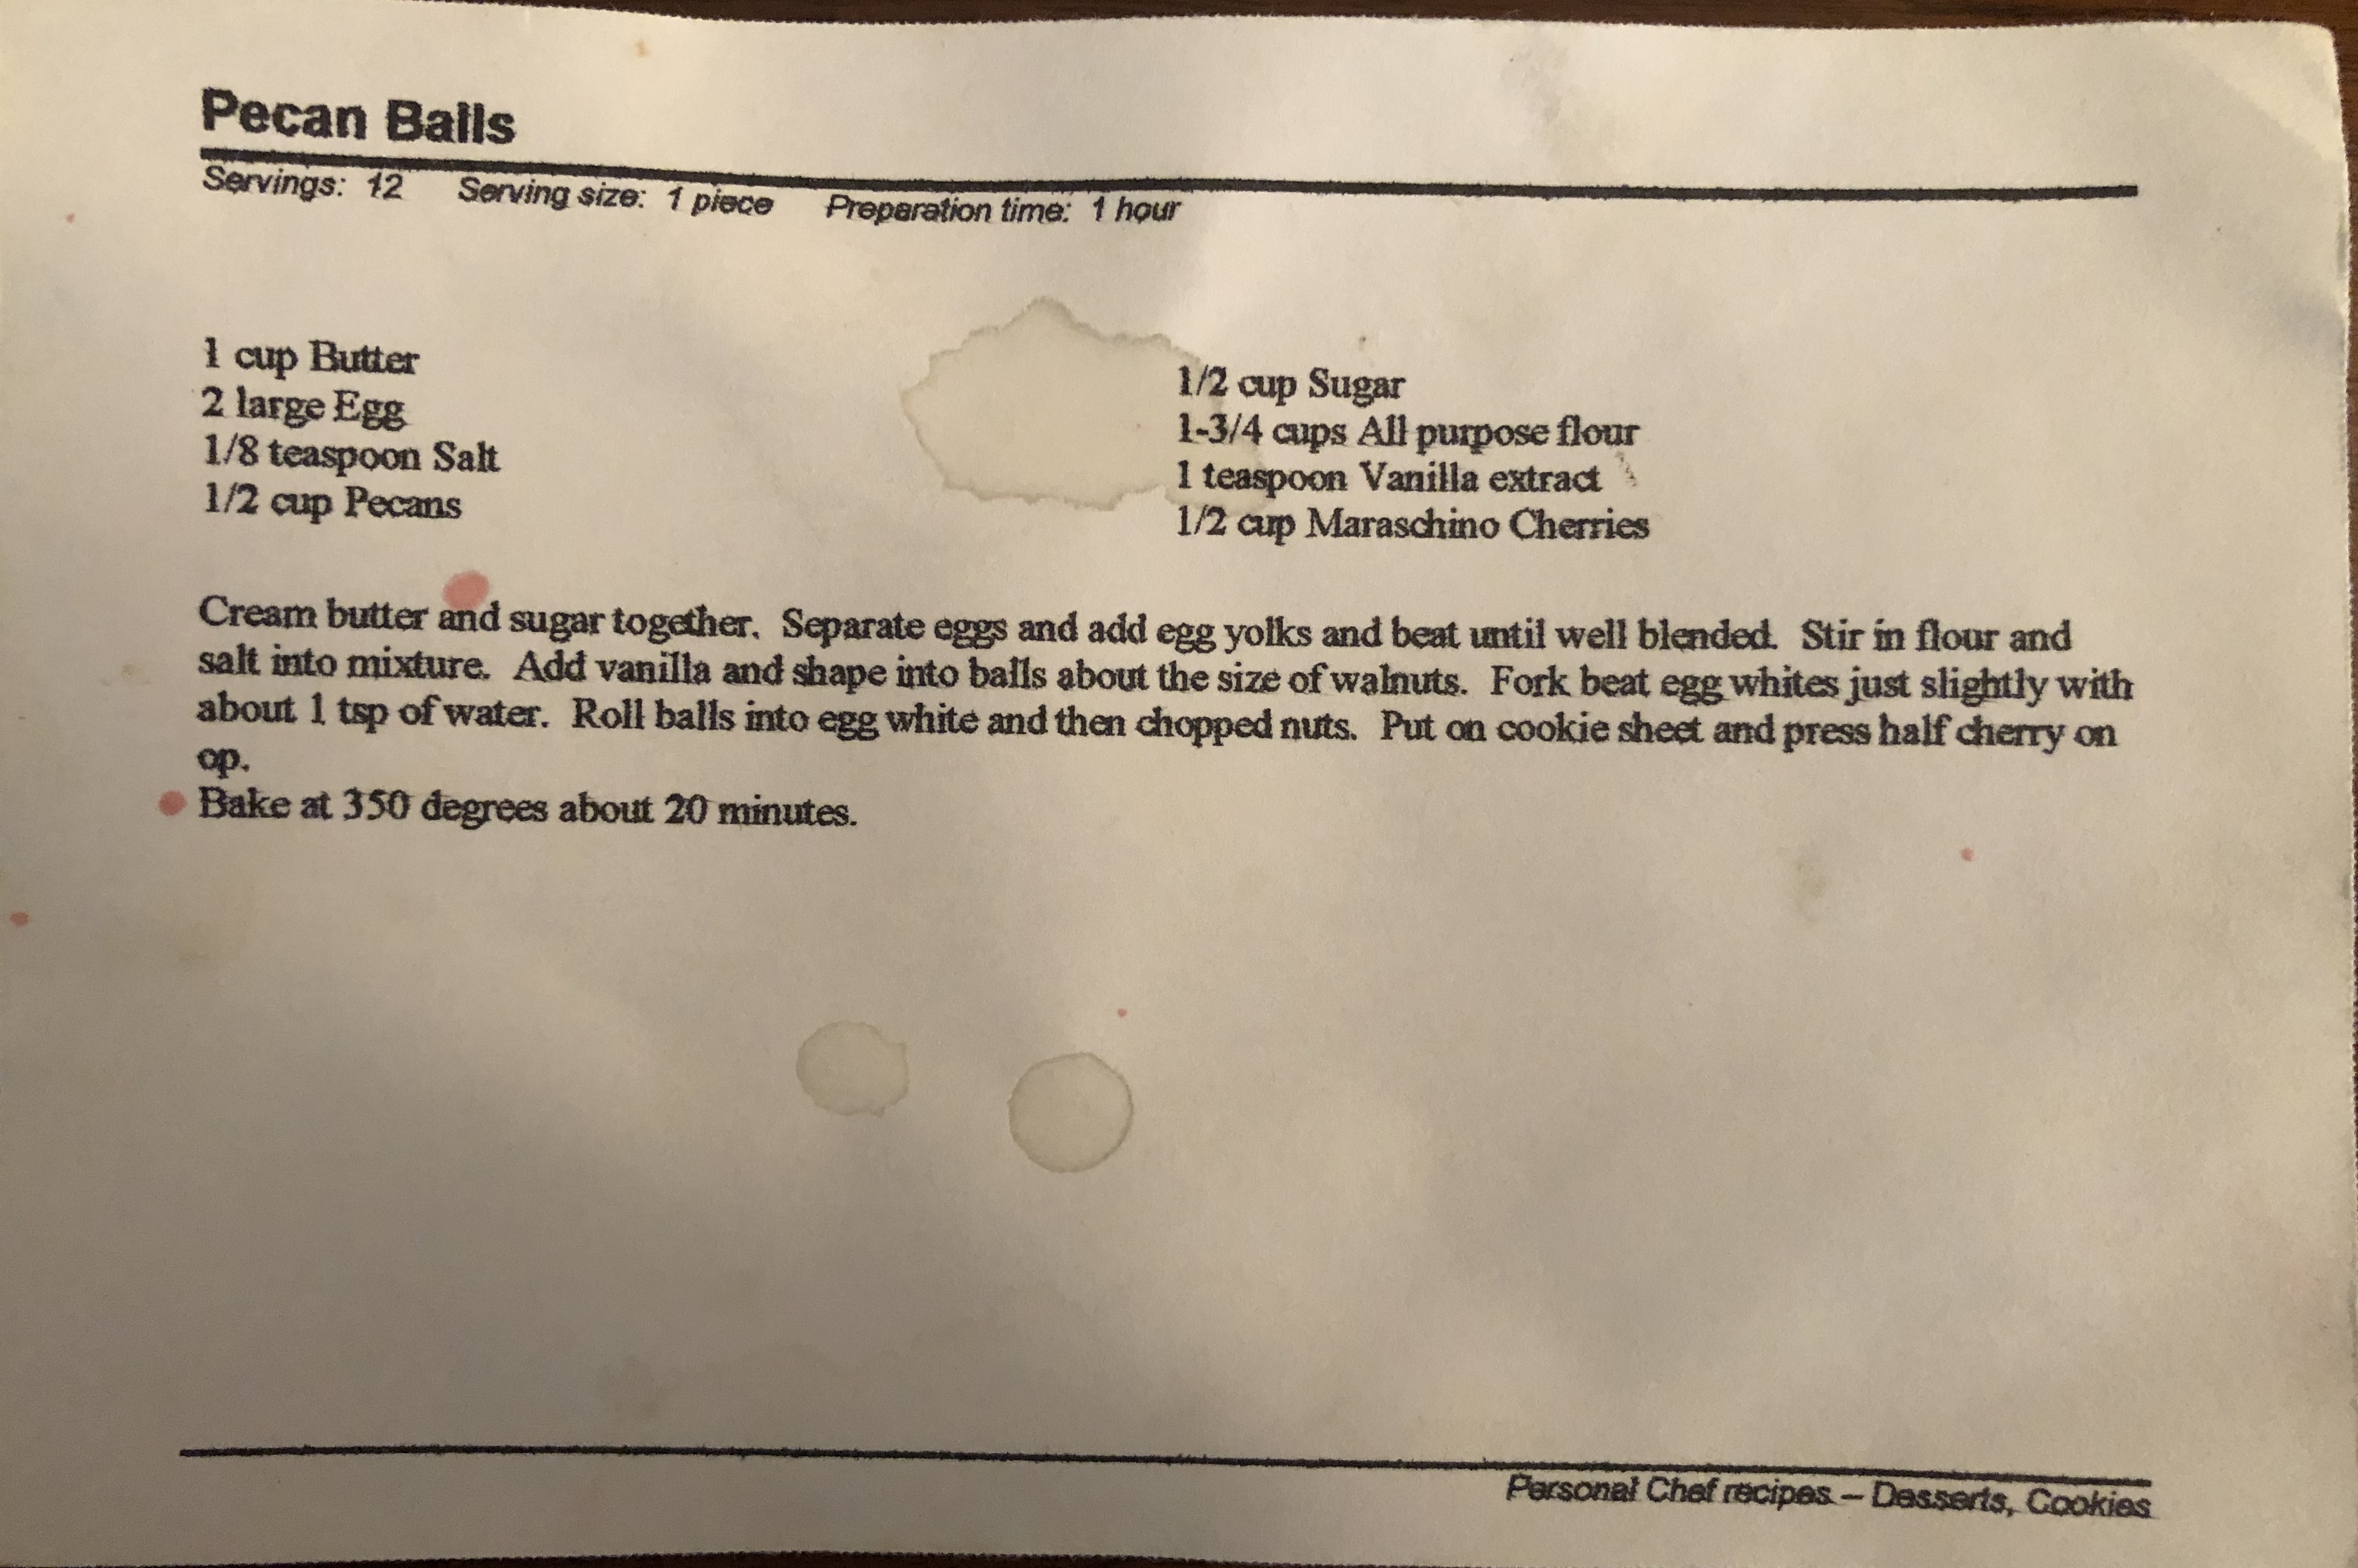 Pecan Balls
Servings: 12 Serving size: 1 piece Preparation time: 1 hour
1 cup Butter
2 large Egg
1/8 teaspoon Salt
1/2 cup Pecans
1/2 cup Sugar
1-3/4 cups All purpose flour
1 teaspoon Vanilla extract
1/2 cup Maraschino Cherries
Cream butter and sugar together. Separate eggs and add egg yolks and beat until well blended. Stir in flour and
salt into mixture. Add vanilla and shape into balls about the size of walnuts. Fork beat egg whites just slightly with
about 1 tsp of water. Roll balls into egg white and then chopped nuts. Put on cookie sheet and press half cherry on
op.
Bake at 350 degrees about 20 minutes.
Personal Chef recipes – Desserts, Cookies